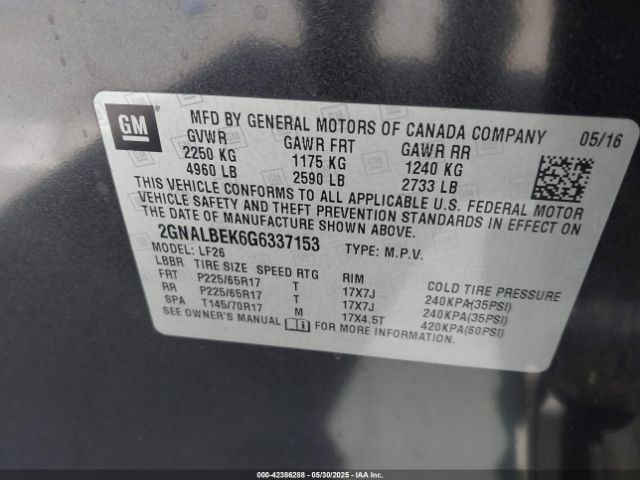 GM
MFD BY GENERAL MOTORS OF CANADA COMPANY 05/16
GVWR GAWR FRT GAWR RR
2250 KG 1175 KG 1240 KG
4960 LB 2590 LB 2733 LB
THIS VEHICLE CONFORMS TO ALL APPLICABLE U.S. FEDERAL MOTOR
VEHICLE SAFETY AND THEFT PREVENTION STANDARDS IN EFFECT ON
THE DATE OF MANUFACTURE SHOWN ABOVE.
2GNALBEK6G6337153 TYPE: M.P.V.
MODEL: LF26
LBBR TIRE SIZE SPEED RTG RIM COLD TIRE PRESSURE
FRT P225/65R17 T 17X7J 240KPA(35PSI)
RR P225/65R17 T 17X7J 240KPA(35PSI)
SPA T145/70R17 M 17X4.5T 420KPA(60PSI)
SEE OWNER'S MANUAL FOR MORE INFORMATION.
000-42386288 - 05/30/2025 - IAA Inc.